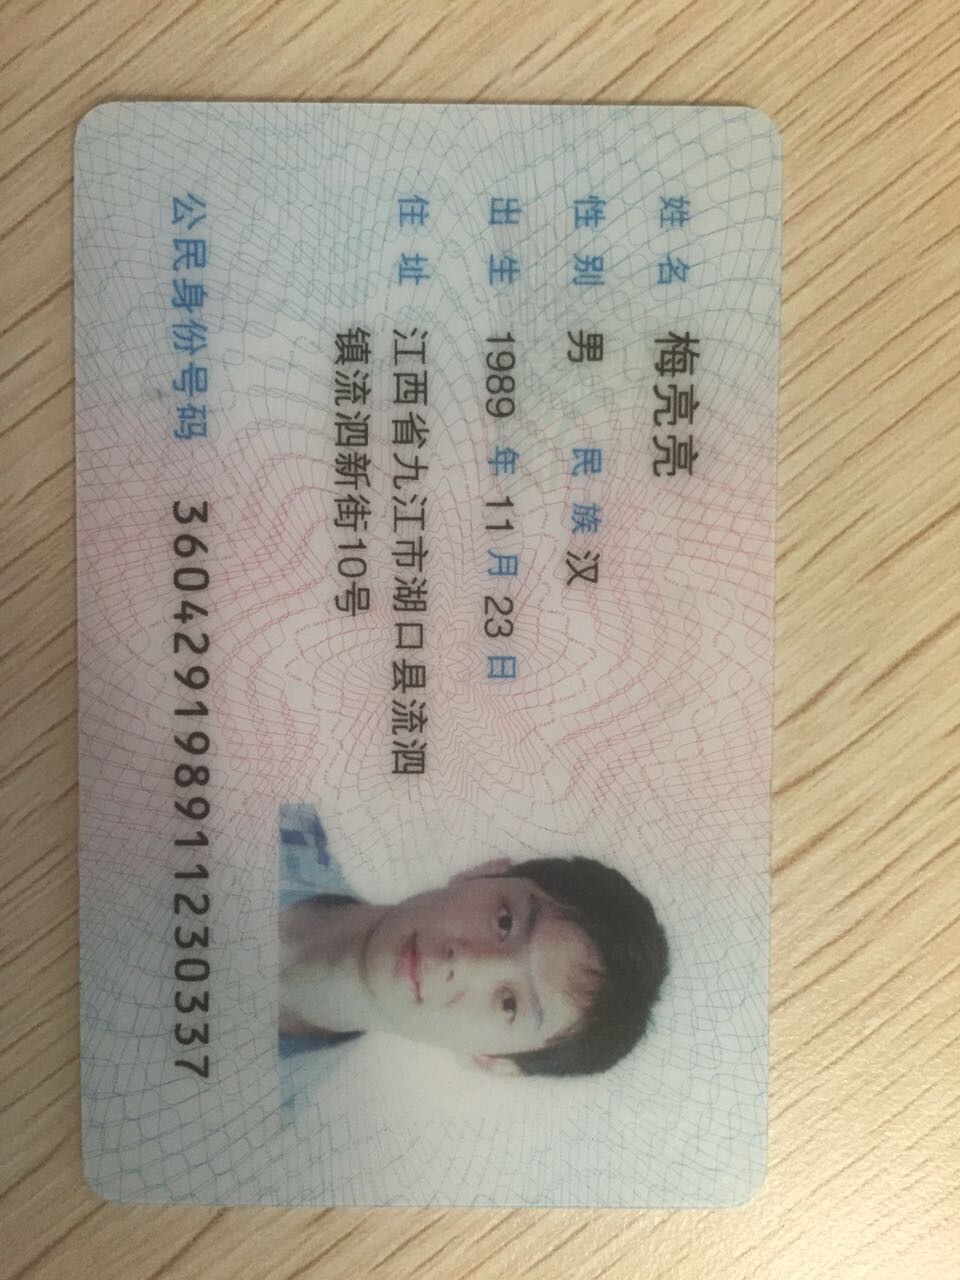 姓名 梅亮亮
性别 男 民族 汉
出生 1989 年 11 月 23 日
住址 江西省九江市湖口县流泗
镇流泗新街10号
公民身份号码 360429198911230337